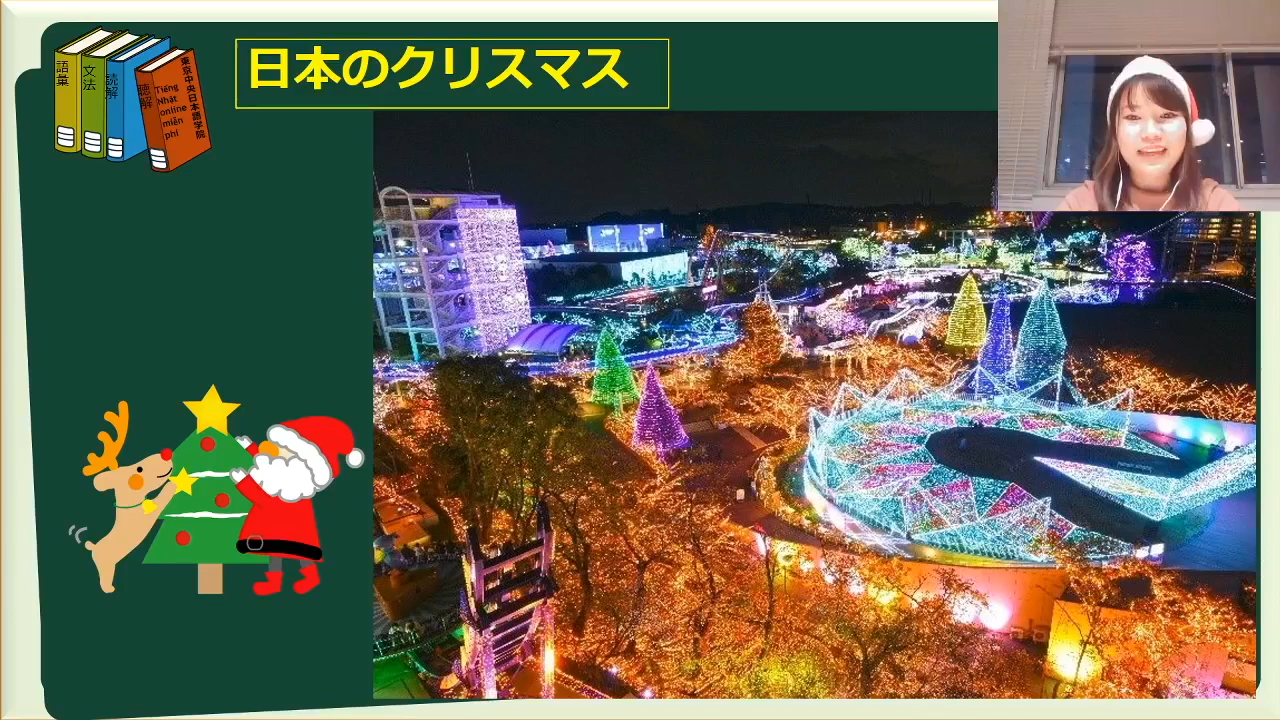 日本のクリスマス
語彙
文法
読解
聴解
Tiếng
Nhật
online
miễn
phí
東京中央日本語学院